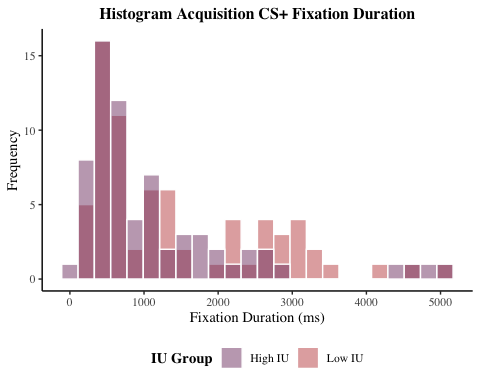 Histogram Acquisition CS+ Fixation Duration
Frequency
15
10
5
0
0 1000 2000 3000 4000 5000
Fixation Duration (ms)
IU Group High IU Low IU